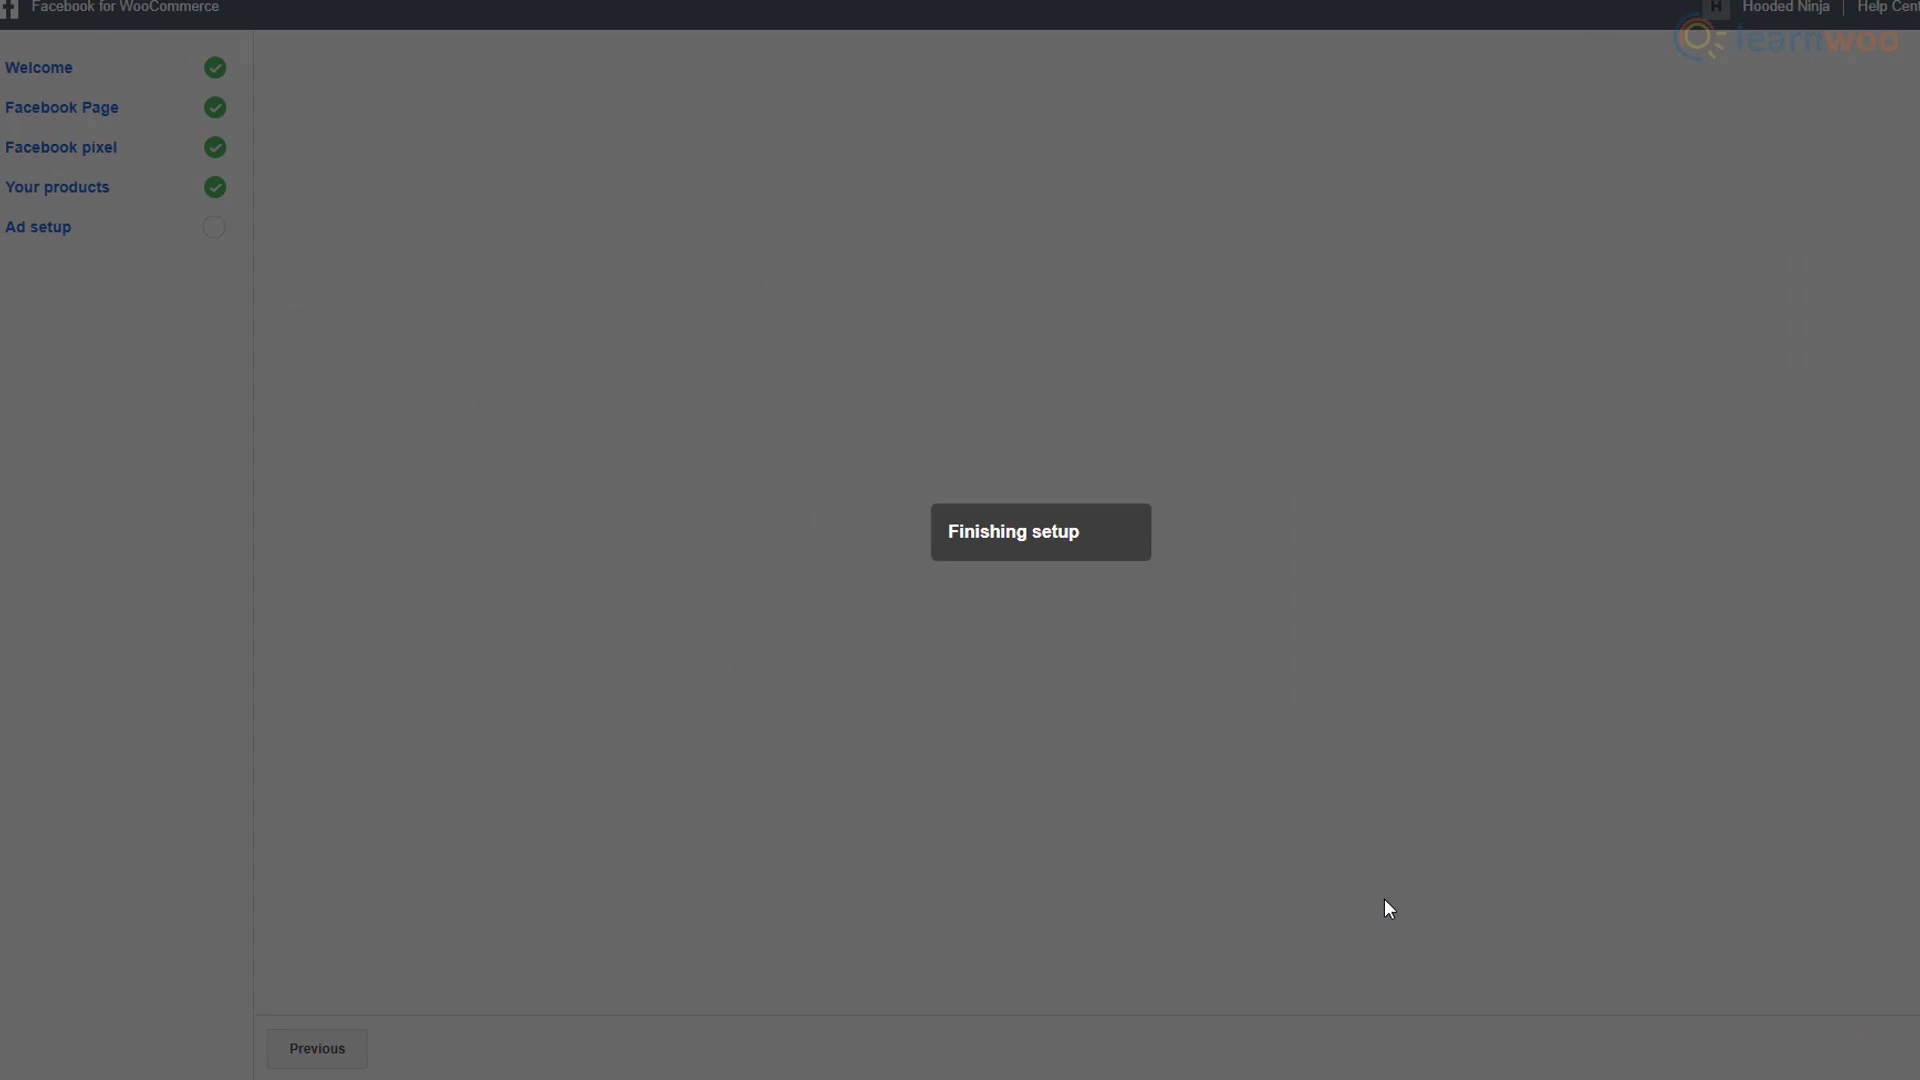 Facebook for WooCommerce
H Hooded Ninja Help Cent
learnwoo
Welcome
Facebook Page
Facebook pixel
Your products
Ad setup
Finishing setup
Previous